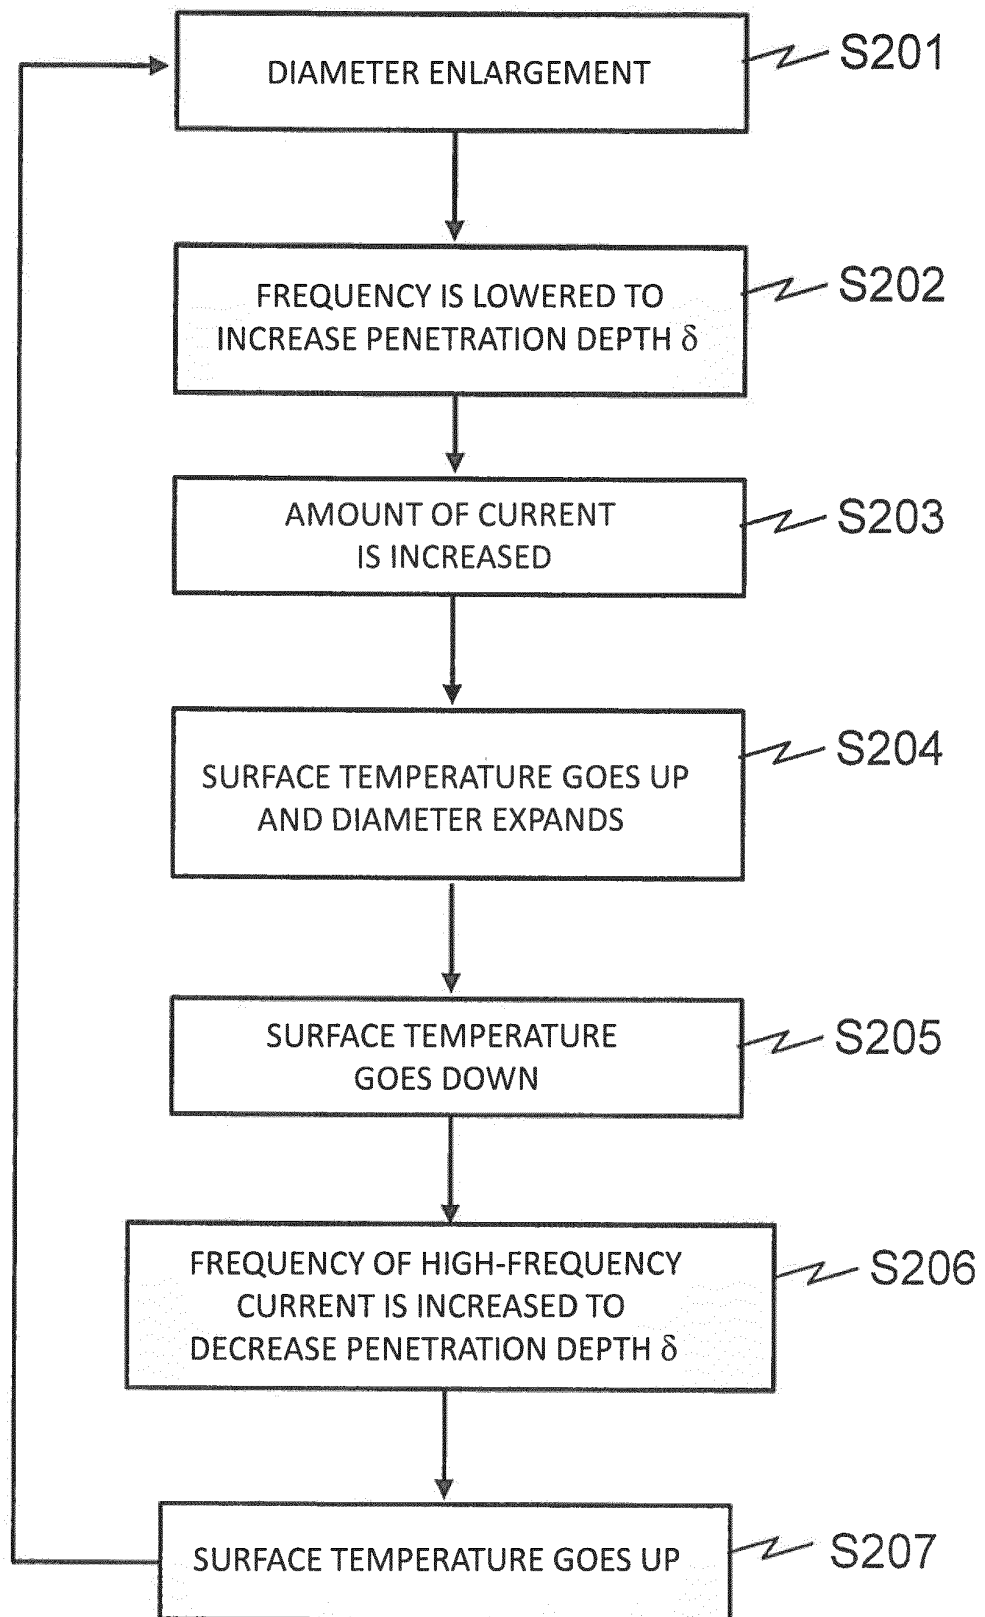 DIAMETER ENLARGEMENT
S201
FREQUENCY IS LOWERED TO
INCREASE PENETRATION DEPTH δ
S202
AMOUNT OF CURRENT
IS INCREASED
S203
SURFACE TEMPERATURE GOES UP
AND DIAMETER EXPANDS
S204
SURFACE TEMPERATURE
GOES DOWN
S205
FREQUENCY OF HIGH-FREQUENCY
CURRENT IS INCREASED TO
DECREASE PENETRATION DEPTH δ
S206
SURFACE TEMPERATURE GOES UP
S207